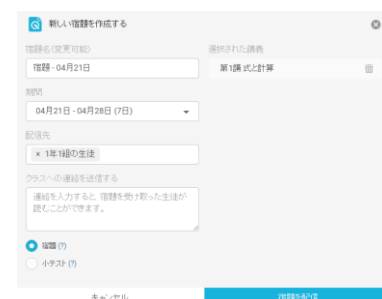 新しい宿題を作成する
宿題名(変更可能)
宿題 - 04月21日
期間
04月21日 - 04月28日 (7日)
配信先
× 1年1組の生徒
クラスへの連絡を送信する
連絡を入力すると、宿題を受け取った生徒が
読むことができます。
宿題 (?)
小テスト (?)
選択された講義
第1講 式と計算
キャンセル
宿題を配信